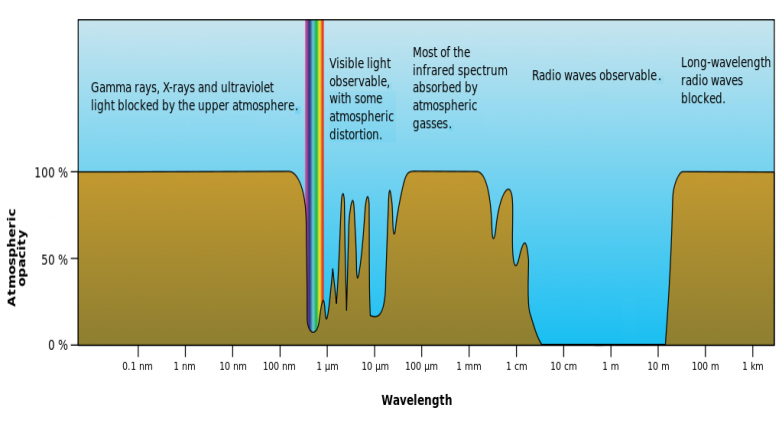 Gamma rays, X-rays and ultraviolet
light blocked by the upper atmosphere.
Visible light
observable,
with some
atmospheric
distortion.
Most of the
infrared spectrum
absorbed by
atmospheric
gasses.
Radio waves observable.
Long-wavelength
radio waves
blocked.
Atmospheric
opacity
100 %
50 %
0 %
0.1 nm
1 nm
10 nm
100 nm
1 µm
10 µm
100 µm
1 mm
1 cm
10 cm
1 m
10 m
100 m
1 km
Wavelength